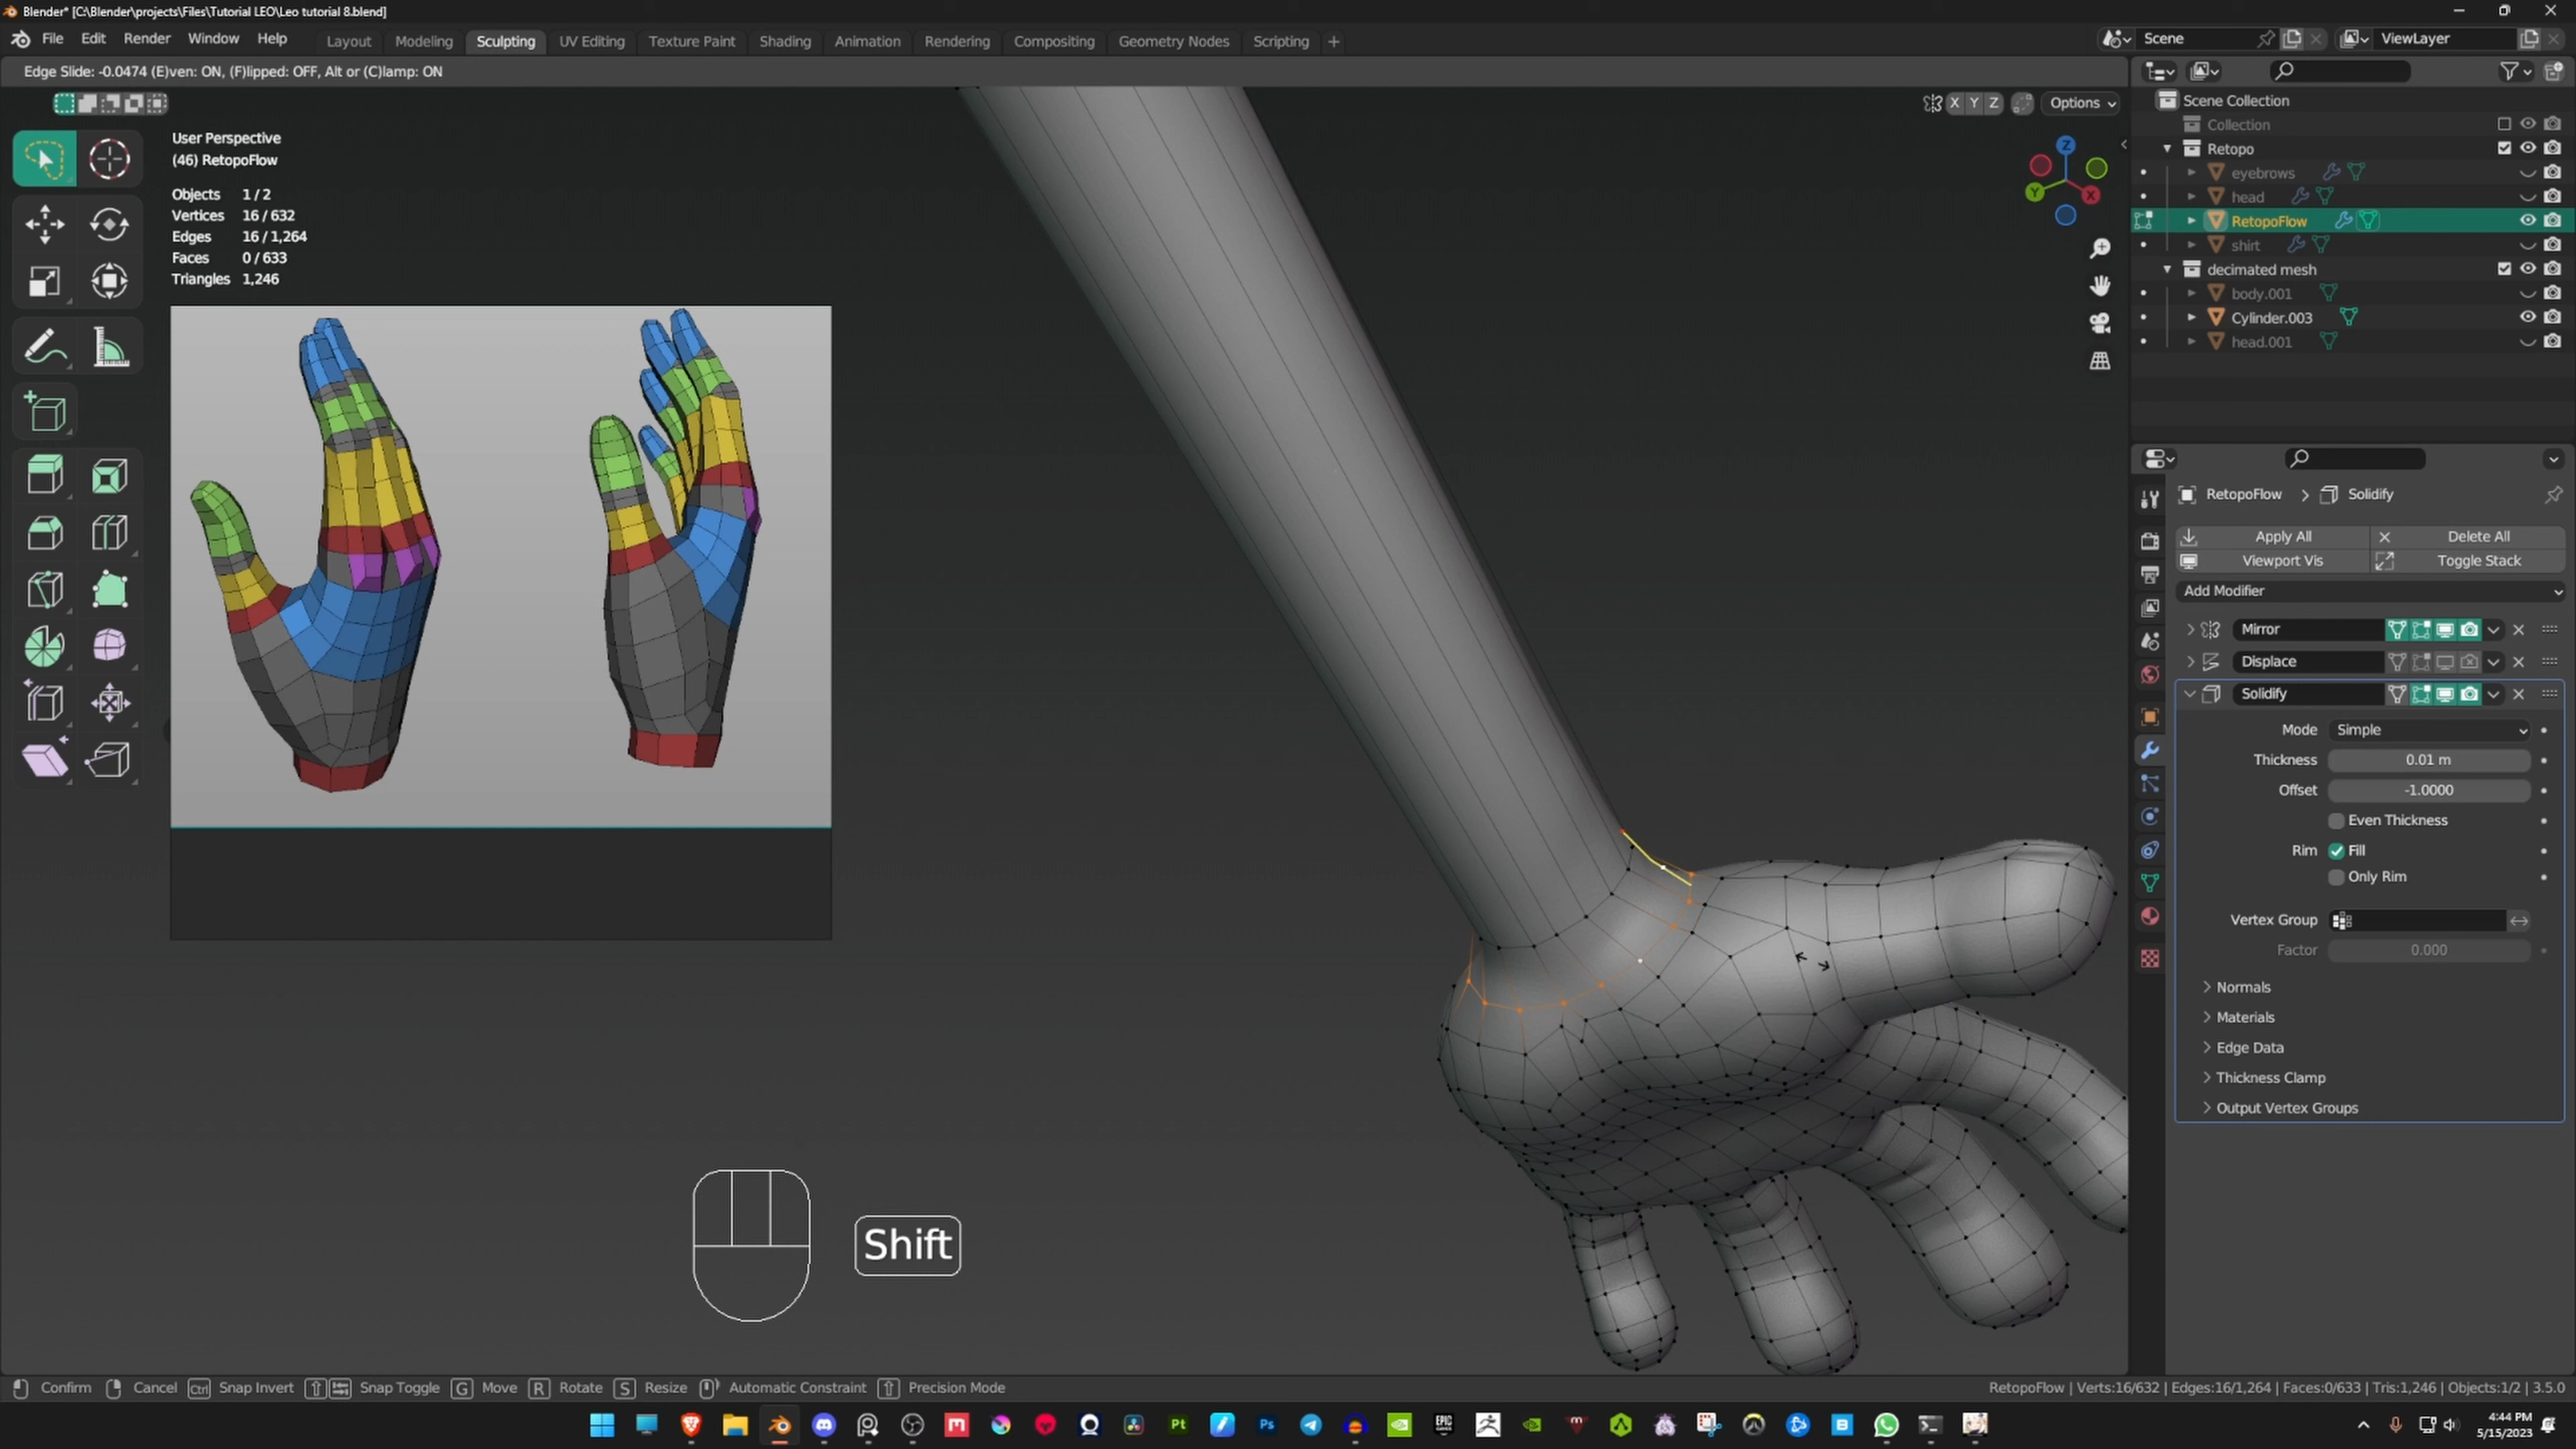 Blender* [C:\Blender\projects\Files\Tutorial LEO\Leo tutorial 8.blend]
File Edit Render Window Help Layout Modeling Sculpting UV Editing Texture Paint Shading Animation Rendering Compositing Geometry Nodes Scripting + Scene ViewLayer
Edge Slide: -0.0474 (E)ven: ON, (F)lipped: OFF, Alt or (C)lamp: ON
X Y Z Options
User Perspective
(46) RetopoFlow
Objects 1 / 2
Vertices 16 / 632
Edges 16 / 1,264
Faces 0 / 633
Triangles 1,246
Z
Y
X
Scene Collection
Collection
Retopo
eyebrows
head
RetopoFlow
shirt
decimated mesh
body.001
Cylinder.003
head.001
RetopoFlow > Solidify
Apply All Delete All
Viewport Vis Toggle Stack
Add Modifier
Mirror
Displace
Solidify
Mode Simple
Thickness 0.01 m
Offset -1.0000
Even Thickness
Rim Fill
Only Rim
Vertex Group
Factor 0.000
Normals
Materials
Edge Data
Thickness Clamp
Output Vertex Groups
Shift
Confirm Cancel Ctrl Snap Invert Snap Toggle G Move R Rotate S Resize Automatic Constraint Precision Mode RetopoFlow | Verts:16/632 | Edges:16/1,264 | Faces:0/633 | Tris:1,246 | Objects:1/2 | 3.5.0
Pt Ps EPIC GAMES B
4:44 PM
5/15/2023